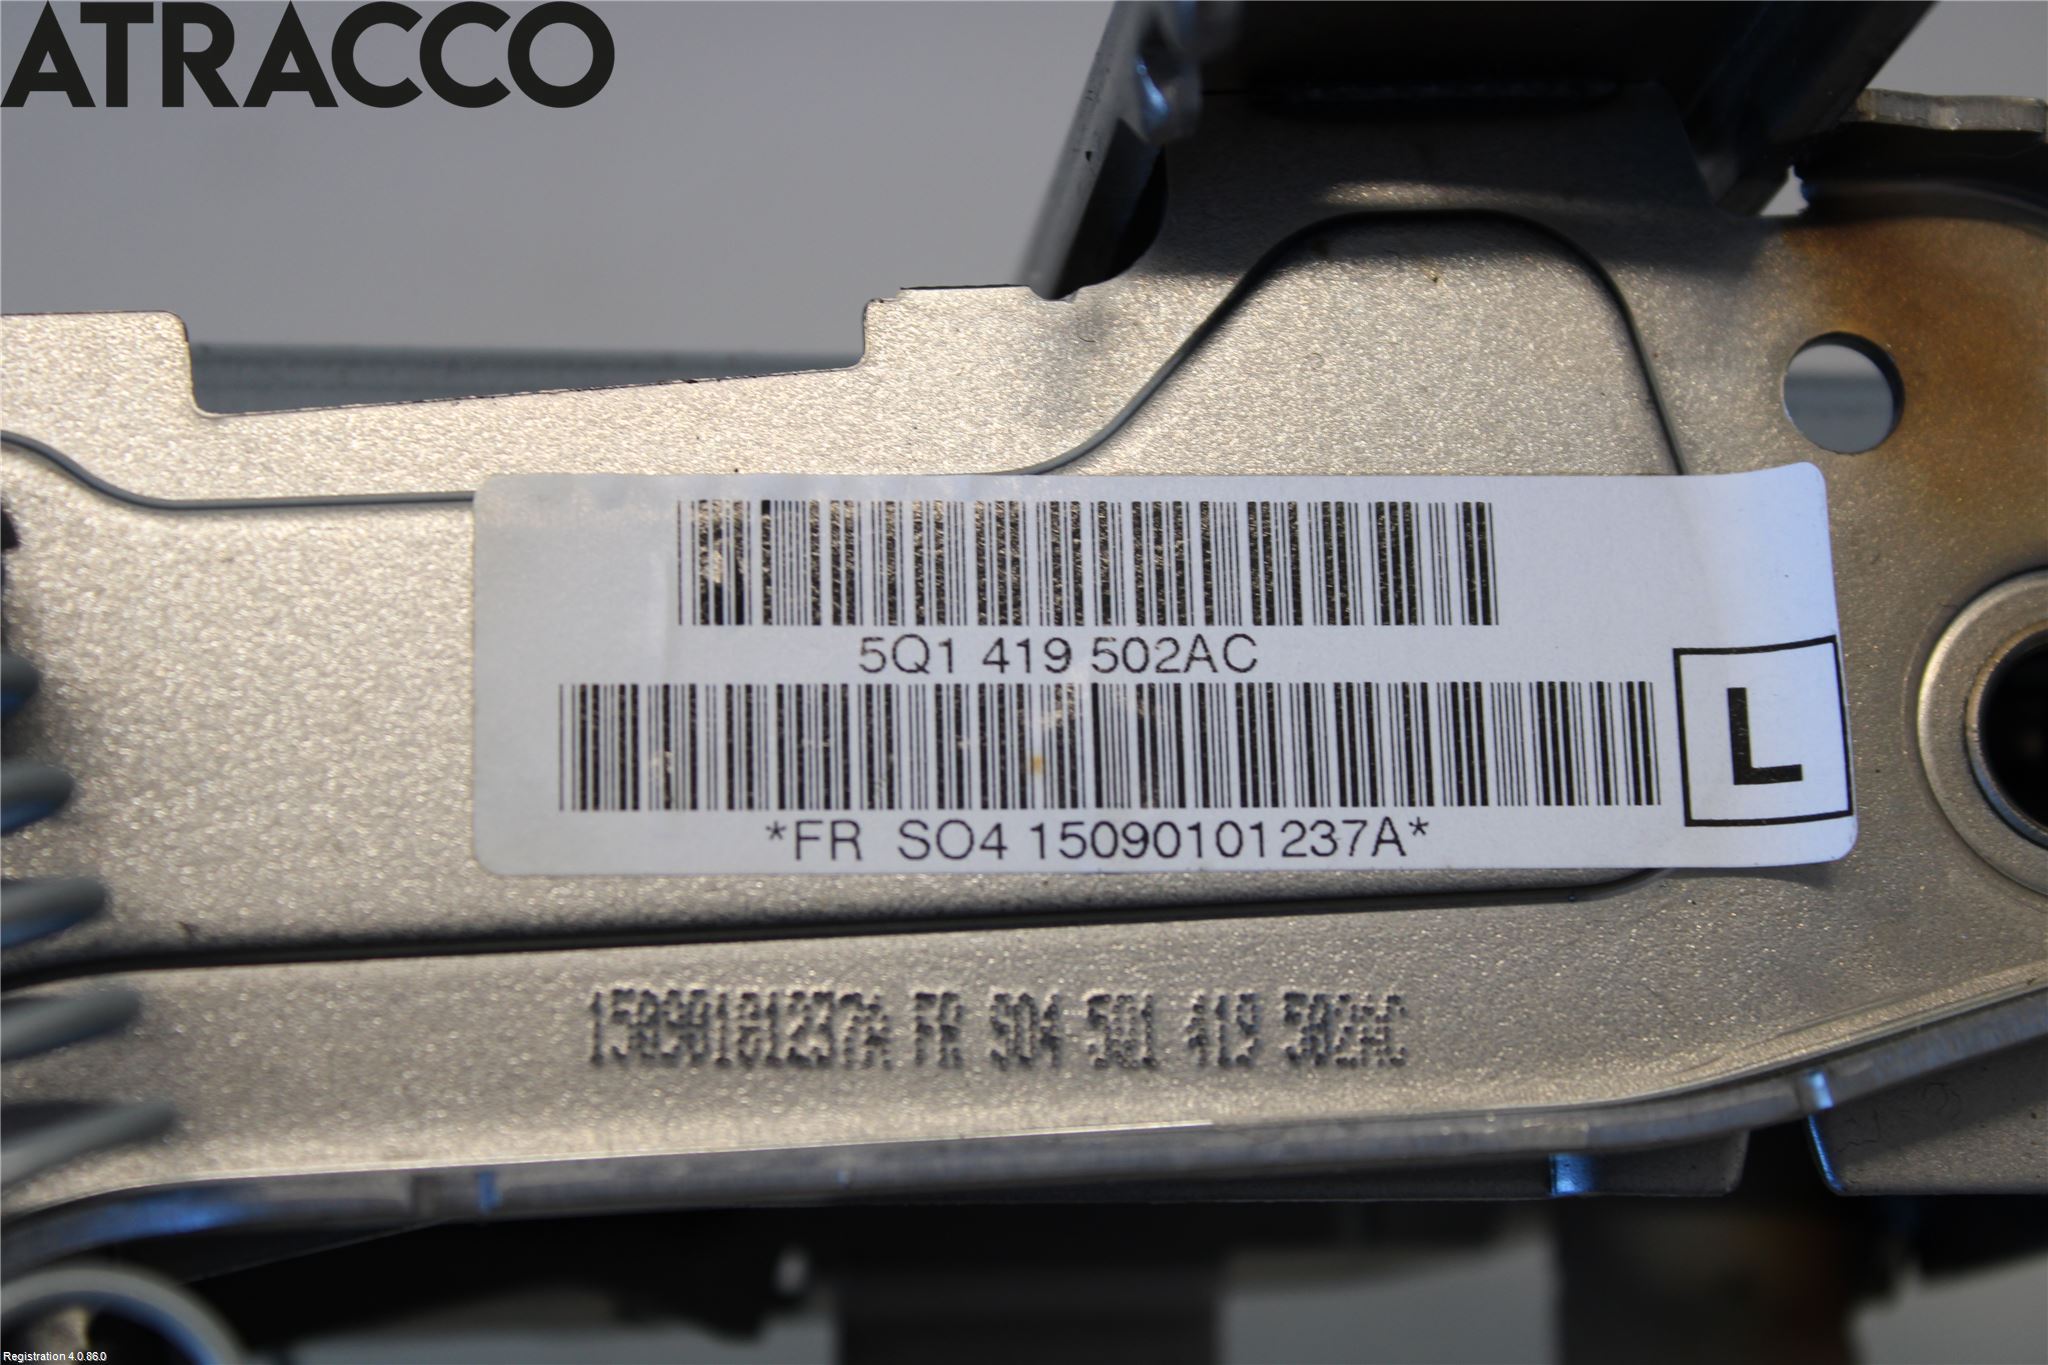 ATRACCO
5Q1 419 502AC
L
*FR SO4 15090101237A*
15090101237A FR SO4 5Q1 419 502AC
Registration 4.0.86.0